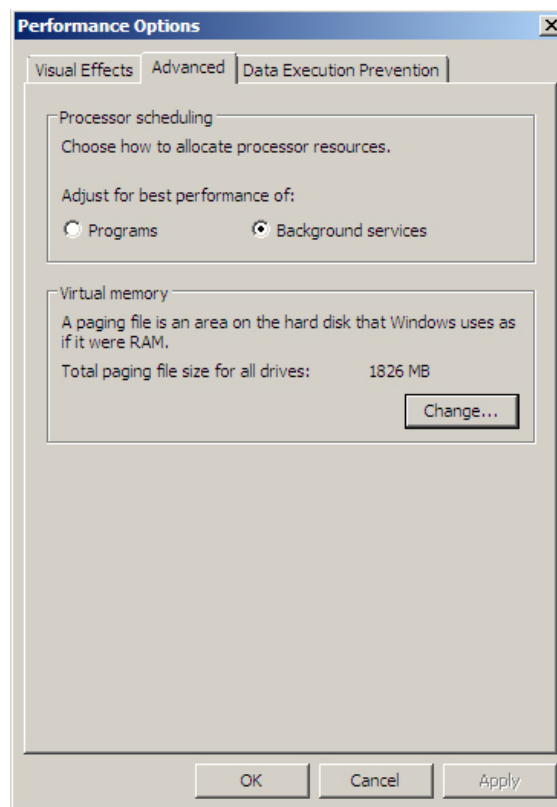 Performance Options
Visual Effects Advanced Data Execution Prevention
Processor scheduling
Choose how to allocate processor resources.
Adjust for best performance of:
Programs Background services
Virtual memory
A paging file is an area on the hard disk that Windows uses as
if it were RAM.
Total paging file size for all drives: 1826 MB
Change...
OK Cancel Apply